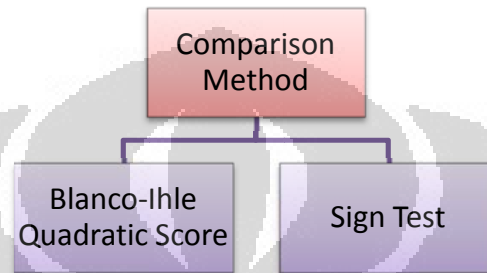 Comparison
Method
Blanco-Ihle
Quadratic Score
Sign Test